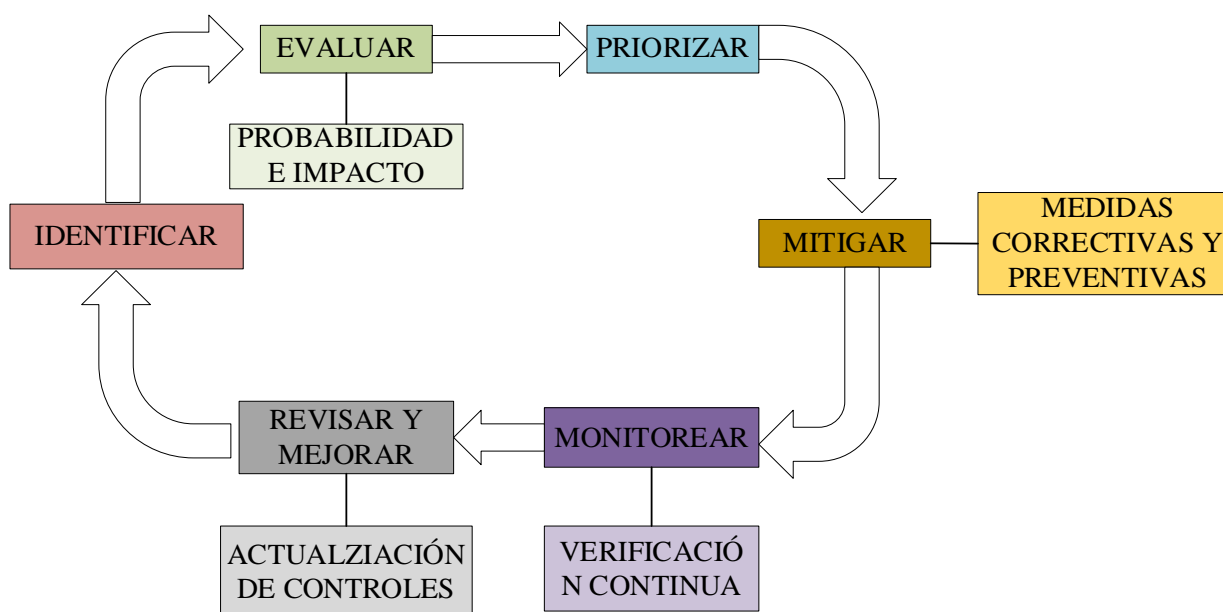 EVALUAR
PRIORIZAR
PROBABILIDAD
E IMPACTO
IDENTIFICAR
MITIGAR
MEDIDAS
CORRECTIVAS Y
PREVENTIVAS
REVISAR Y
MEJORAR
MONITOREAR
ACTUALZIACIÓN
DE CONTROLES
VERIFICACIÓ
N CONTINUA